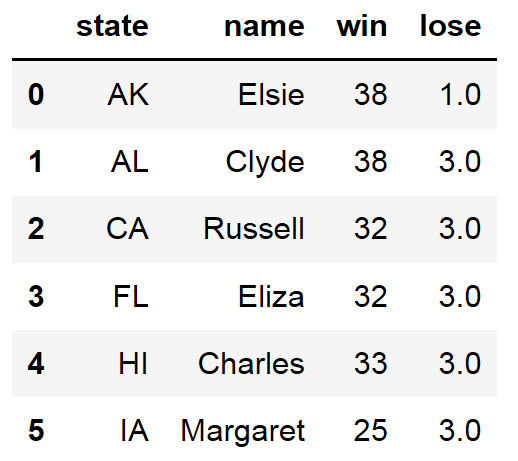 state name win lose
0 AK Elsie 38 1.0
1 AL Clyde 38 3.0
2 CA Russell 32 3.0
3 FL Eliza 32 3.0
4 HI Charles 33 3.0
5 IA Margaret 25 3.0